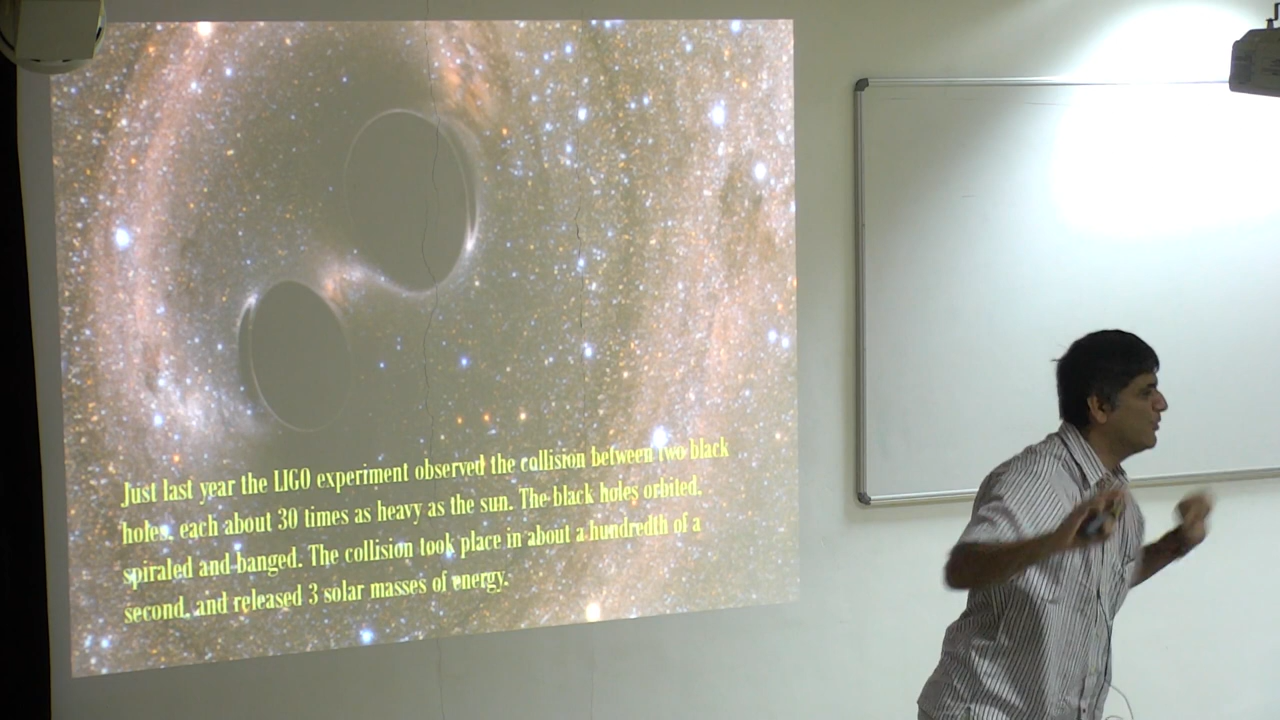 Just last year the LIGO experiment observed the collision between two black
holes, each about 30 times as heavy as the sun. The black holes orbited,
spiraled and banged. The collision took place in about a hundredth of a
second, and released 3 solar masses of energy.